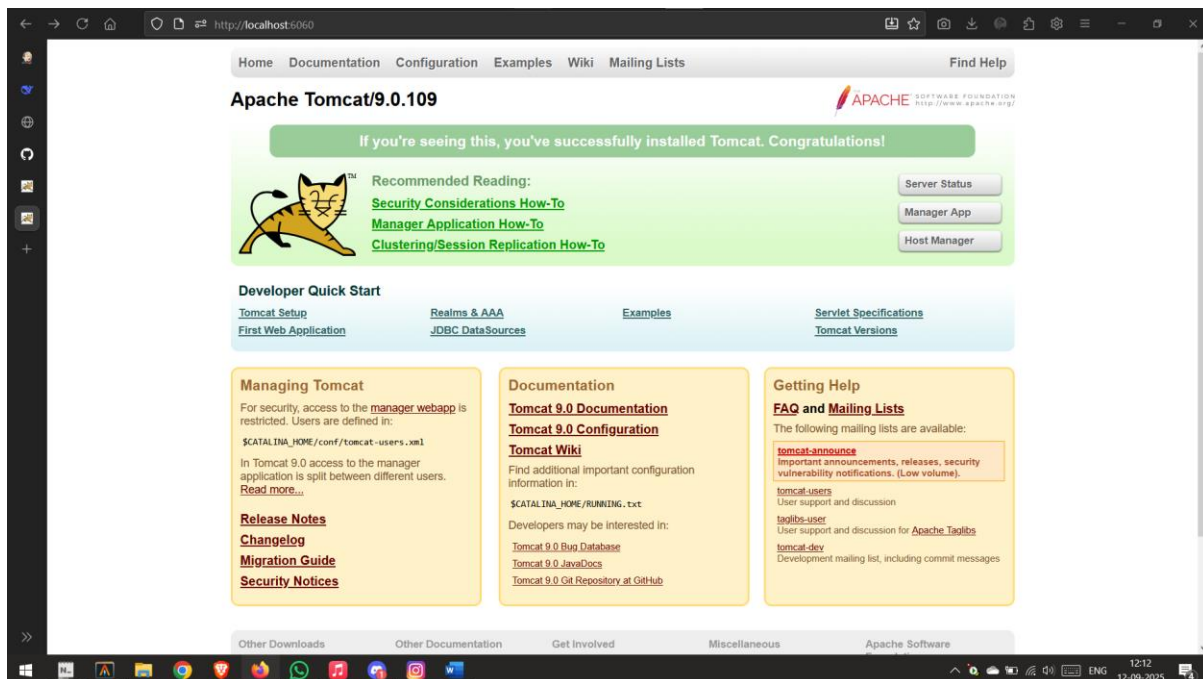 http://localhost:6060
Home Documentation Configuration Examples Wiki Mailing Lists Find Help
Apache Tomcat/9.0.109
APACHE SOFTWARE FOUNDATION
http://www.apache.org/
If you're seeing this, you've successfully installed Tomcat. Congratulations!
TM
Recommended Reading:
Security Considerations How-To
Manager Application How-To
Clustering/Session Replication How-To
Server Status
Manager App
Host Manager
Developer Quick Start
Tomcat Setup
First Web Application
Realms & AAA
JDBC DataSources
Examples
Servlet Specifications
Tomcat Versions
Managing Tomcat
For security, access to the manager webapp is
restricted. Users are defined in:
$CATALINA_HOME/conf/tomcat-users.xml
In Tomcat 9.0 access to the manager
application is split between different users.
Read more...
Release Notes
Changelog
Migration Guide
Security Notices
Documentation
Tomcat 9.0 Documentation
Tomcat 9.0 Configuration
Tomcat Wiki
Find additional important configuration
information in:
$CATALINA_HOME/RUNNING.txt
Developers may be interested in:
Tomcat 9.0 Bug Database
Tomcat 9.0 JavaDocs
Tomcat 9.0 Git Repository at GitHub
Getting Help
FAQ and Mailing Lists
The following mailing lists are available:
tomcat-announce
Important announcements, releases, security
vulnerability notifications. (Low volume).
tomcat-users
User support and discussion
taglibs-user
User support and discussion for Apache Taglibs
tomcat-dev
Development mailing list, including commit messages
Other Downloads Other Documentation Get Involved Miscellaneous Apache Software
ENG
12:12
12-09-2025